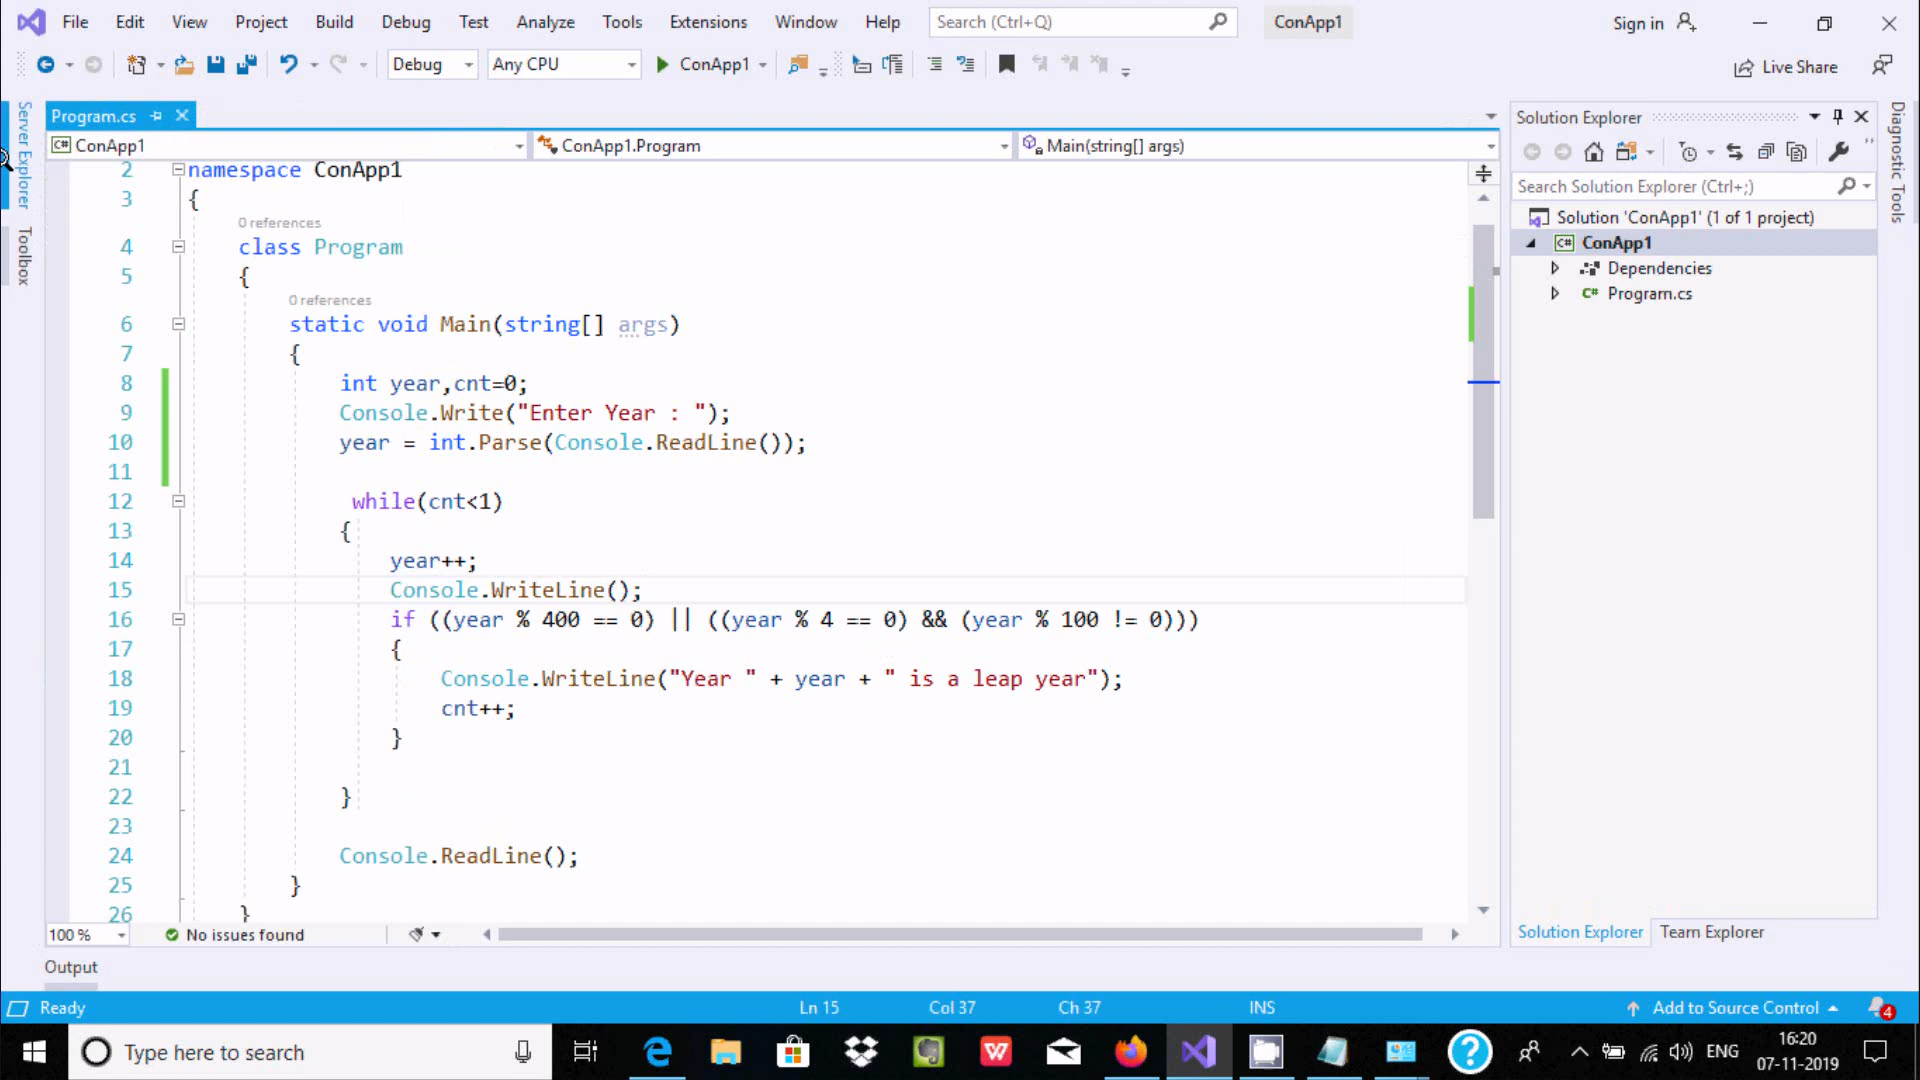 File Edit View Project Build Debug Test Analyze Tools Extensions Window Help Search (Ctrl+Q) ConApp1 Sign in
Debug Any CPU ConApp1 Live Share
Server Explorer
Toolbox
Program.cs
C# ConApp1 ConApp1.Program Main(string[] args)
2 namespace ConApp1
3 {
0 references
4 class Program
5 {
0 references
6 static void Main(string[] args)
7 {
8 int year,cnt=0;
9 Console.Write("Enter Year : ");
10 year = int.Parse(Console.ReadLine());
11
12 while(cnt<1)
13 {
14 year++;
15 Console.WriteLine();
16 if ((year % 400 == 0) || ((year % 4 == 0) && (year % 100 != 0)))
17 {
18 Console.WriteLine("Year " + year + " is a leap year");
19 cnt++;
20 }
21
22 }
23
24 Console.ReadLine();
25 }
26 }
100 % No issues found
Output
Solution Explorer
Search Solution Explorer (Ctrl+;)
Solution 'ConApp1' (1 of 1 project)
C# ConApp1
Dependencies
C# Program.cs
Solution Explorer Team Explorer
Diagnostic Tools
Ready Ln 15 Col 37 Ch 37 INS Add to Source Control 4
Type here to search ENG 16:20
07-11-2019